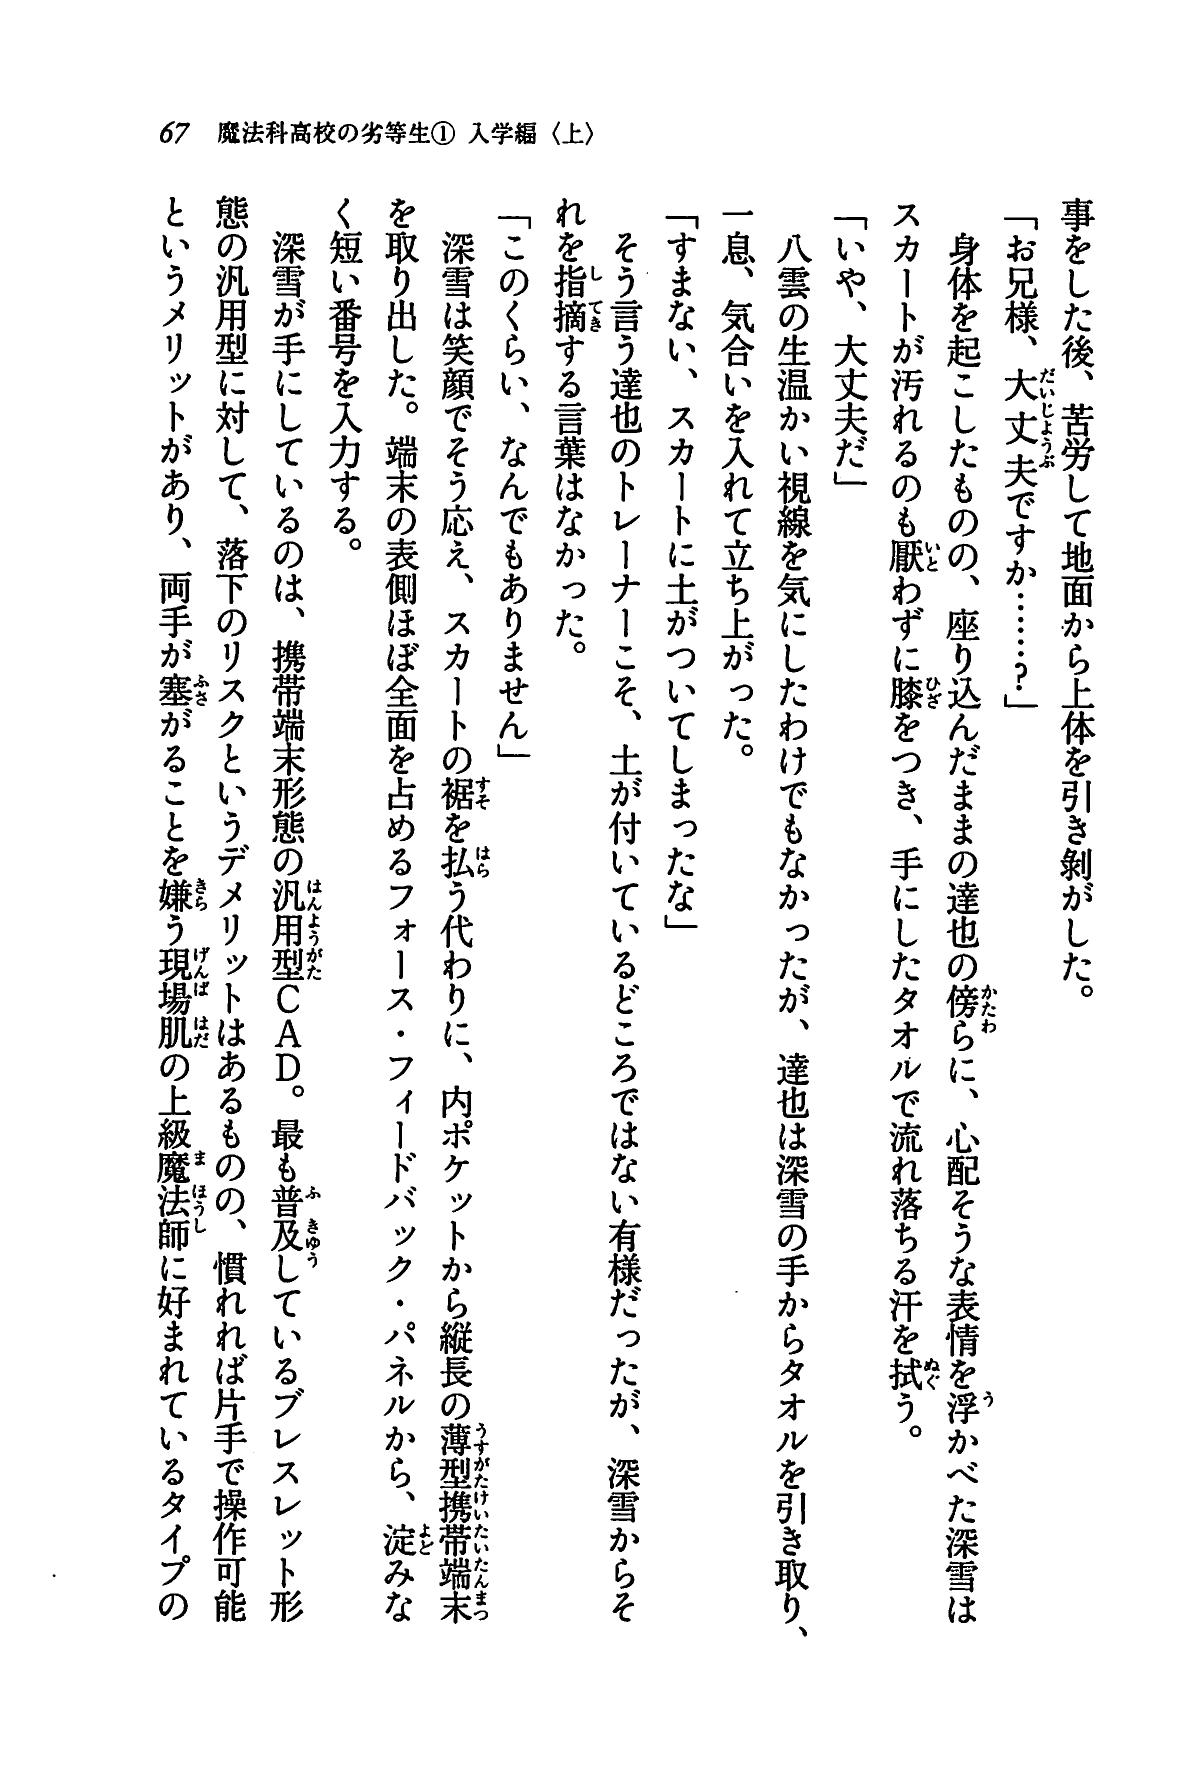 67 魔法科高校の劣等生① 入学編〈上〉
事をした後、苦労して地面から上体を引き剝がした。
「お兄様、大丈夫ですか……?」
身体を起こしたものの、座り込んだままの達也の傍らに、心配そうな表情を浮かべた深雪は
スカートが汚れるのも厭わずに膝をつき、手にしたタオルで流れ落ちる汗を拭う。
「いや、大丈夫だ」
八雲の生温かい視線を気にしたわけでもなかったが、達也は深雪の手からタオルを引き取り、
一息、気合いを入れて立ち上がった。
「すまない、スカートに土がついてしまったな」
そう言う達也のトレーナーこそ、土が付いているどころではない有様だったが、深雪からそ
れを指摘する言葉はなかった。
「このくらい、なんでもありません」
深雪は笑顔でそう応え、スカートの裾を払う代わりに、内ポケットから縦長の薄型携帯端末
を取り出した。端末の表側ほぼ全面を占めるフォース・フィードバック・パネルから、淀みな
く短い番号を入力する。
深雪が手にしているのは、携帯端末形態の汎用型ＣＡＤ。最も普及しているブレスレット形
態の汎用型に対して、落下のリスクというデメリットはあるものの、慣れれば片手で操作可能
というメリットがあり、両手が塞がることを嫌う現場肌の上級魔法師に好まれているタイプの